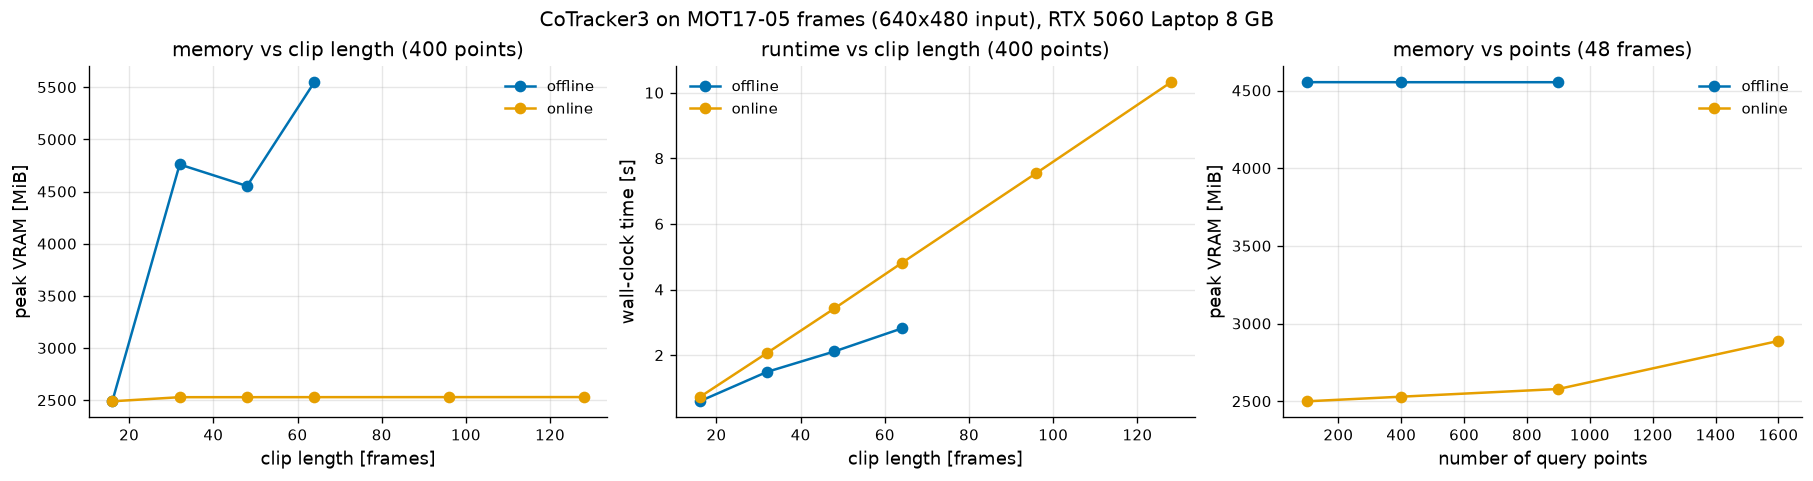 CoTracker3 on MOT17-05 frames (640x480 input), RTX 5060 Laptop 8 GB
memory vs clip length (400 points)
peak VRAM [MiB]
5500
5000
4500
4000
3500
3000
2500
offline
online
20 40 60 80 100 120
clip length [frames]
runtime vs clip length (400 points)
wall-clock time [s]
10
8
6
4
2
offline
online
20 40 60 80 100 120
clip length [frames]
memory vs points (48 frames)
peak VRAM [MiB]
4500
4000
3500
3000
2500
offline
online
200 400 600 800 1000 1200 1400 1600
number of query points